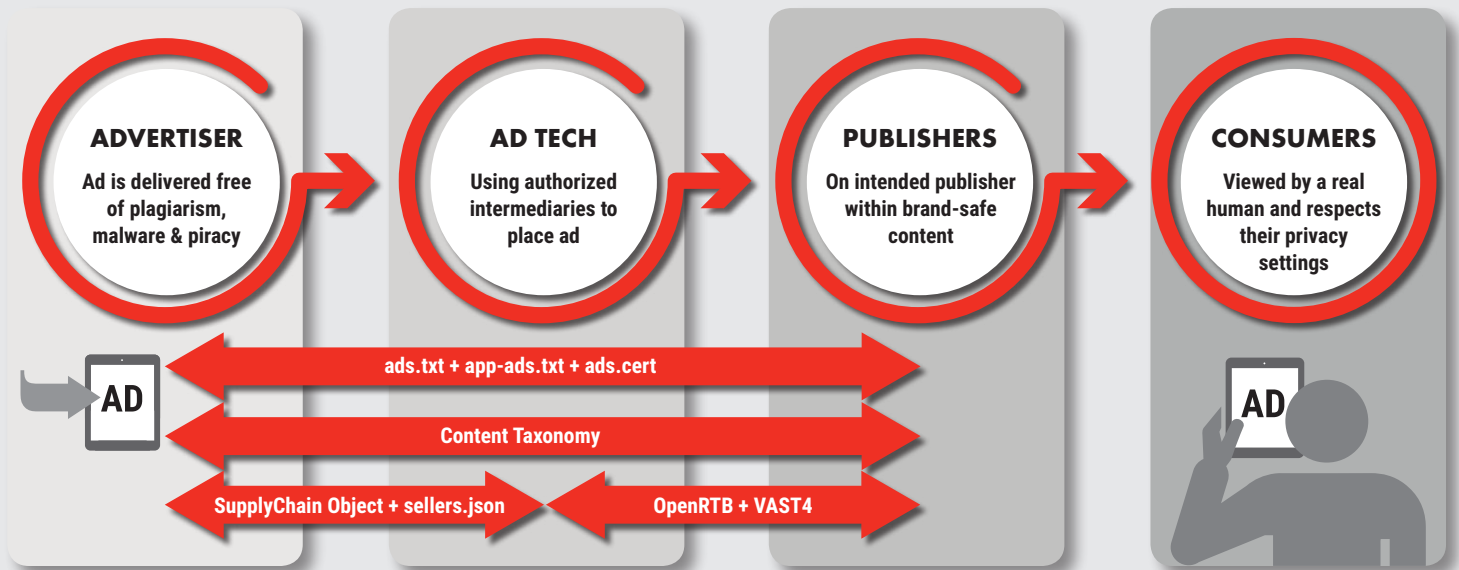 ADVERTISER
Ad is delivered free
of plagiarism,
malware & piracy
AD TECH
Using authorized
intermediaries to
place ad
PUBLISHERS
On intended publisher
within brand-safe
content
CONSUMERS
Viewed by a real
human and respects
their privacy
settings
AD
ads.txt + app-ads.txt + ads.cert
Content Taxonomy
SupplyChain Object + sellers.json
OpenRTB + VAST4
AD